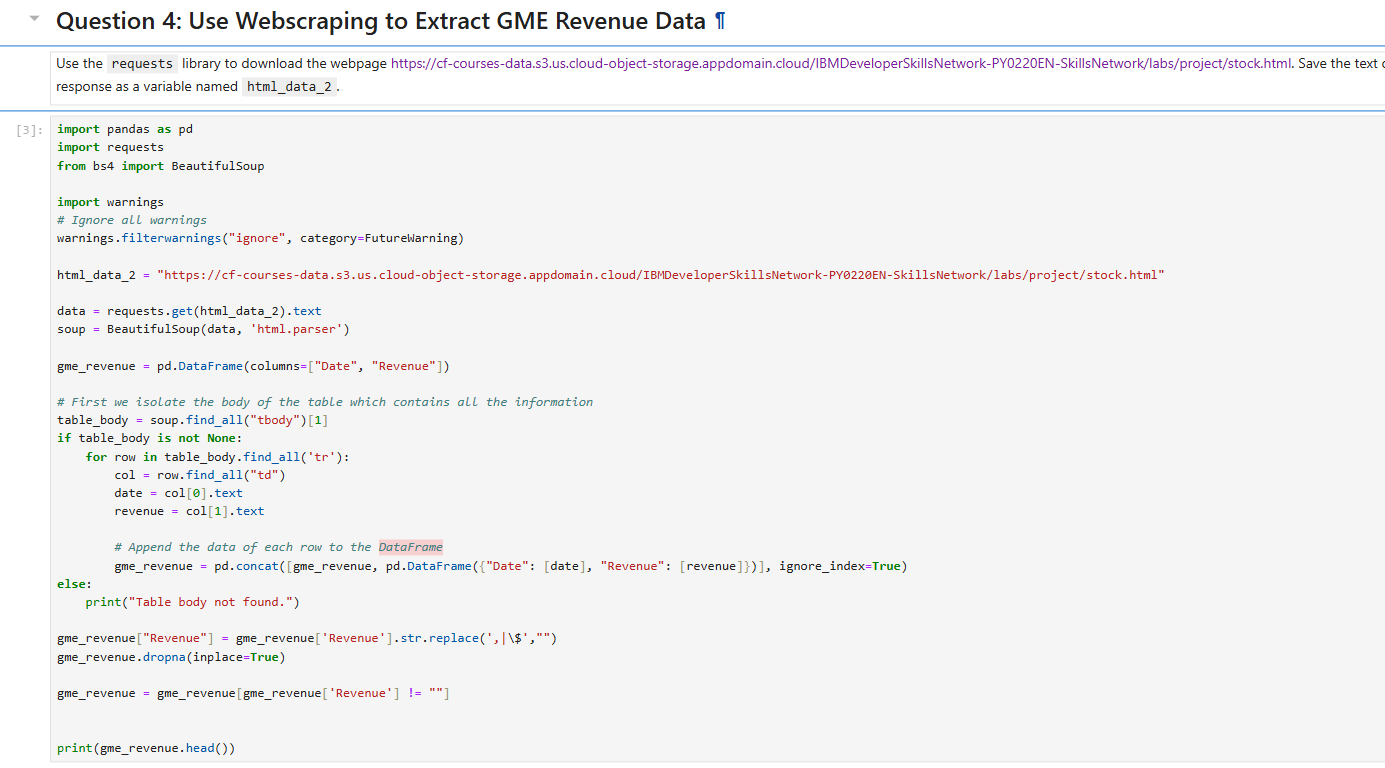 Question 4: Use Webscraping to Extract GME Revenue Data ¶
Use the requests library to download the webpage https://cf-courses-data.s3.us.cloud-object-storage.appdomain.cloud/IBMDeveloperSkillsNetwork-PY0220EN-SkillsNetwork/labs/project/stock.html. Save the text
response as a variable named html_data_2.
[3]:
import pandas as pd
import requests
from bs4 import BeautifulSoup
import warnings
# Ignore all warnings
warnings.filterwarnings("ignore", category=FutureWarning)
html_data_2 = "https://cf-courses-data.s3.us.cloud-object-storage.appdomain.cloud/IBMDeveloperSkillsNetwork-PY0220EN-SkillsNetwork/labs/project/stock.html"
data = requests.get(html_data_2).text
soup = BeautifulSoup(data, 'html.parser')
gme_revenue = pd.DataFrame(columns=["Date", "Revenue"])
# First we isolate the body of the table which contains all the information
table_body = soup.find_all("tbody")[1]
if table_body is not None:
    for row in table_body.find_all('tr'):
        col = row.find_all("td")
        date = col[0].text
        revenue = col[1].text
        # Append the data of each row to the DataFrame
        gme_revenue = pd.concat([gme_revenue, pd.DataFrame({"Date": [date], "Revenue": [revenue]})], ignore_index=True)
else:
    print("Table body not found.")
gme_revenue["Revenue"] = gme_revenue['Revenue'].str.replace(',|\$',"")
gme_revenue.dropna(inplace=True)
gme_revenue = gme_revenue[gme_revenue['Revenue'] != ""]
print(gme_revenue.head())